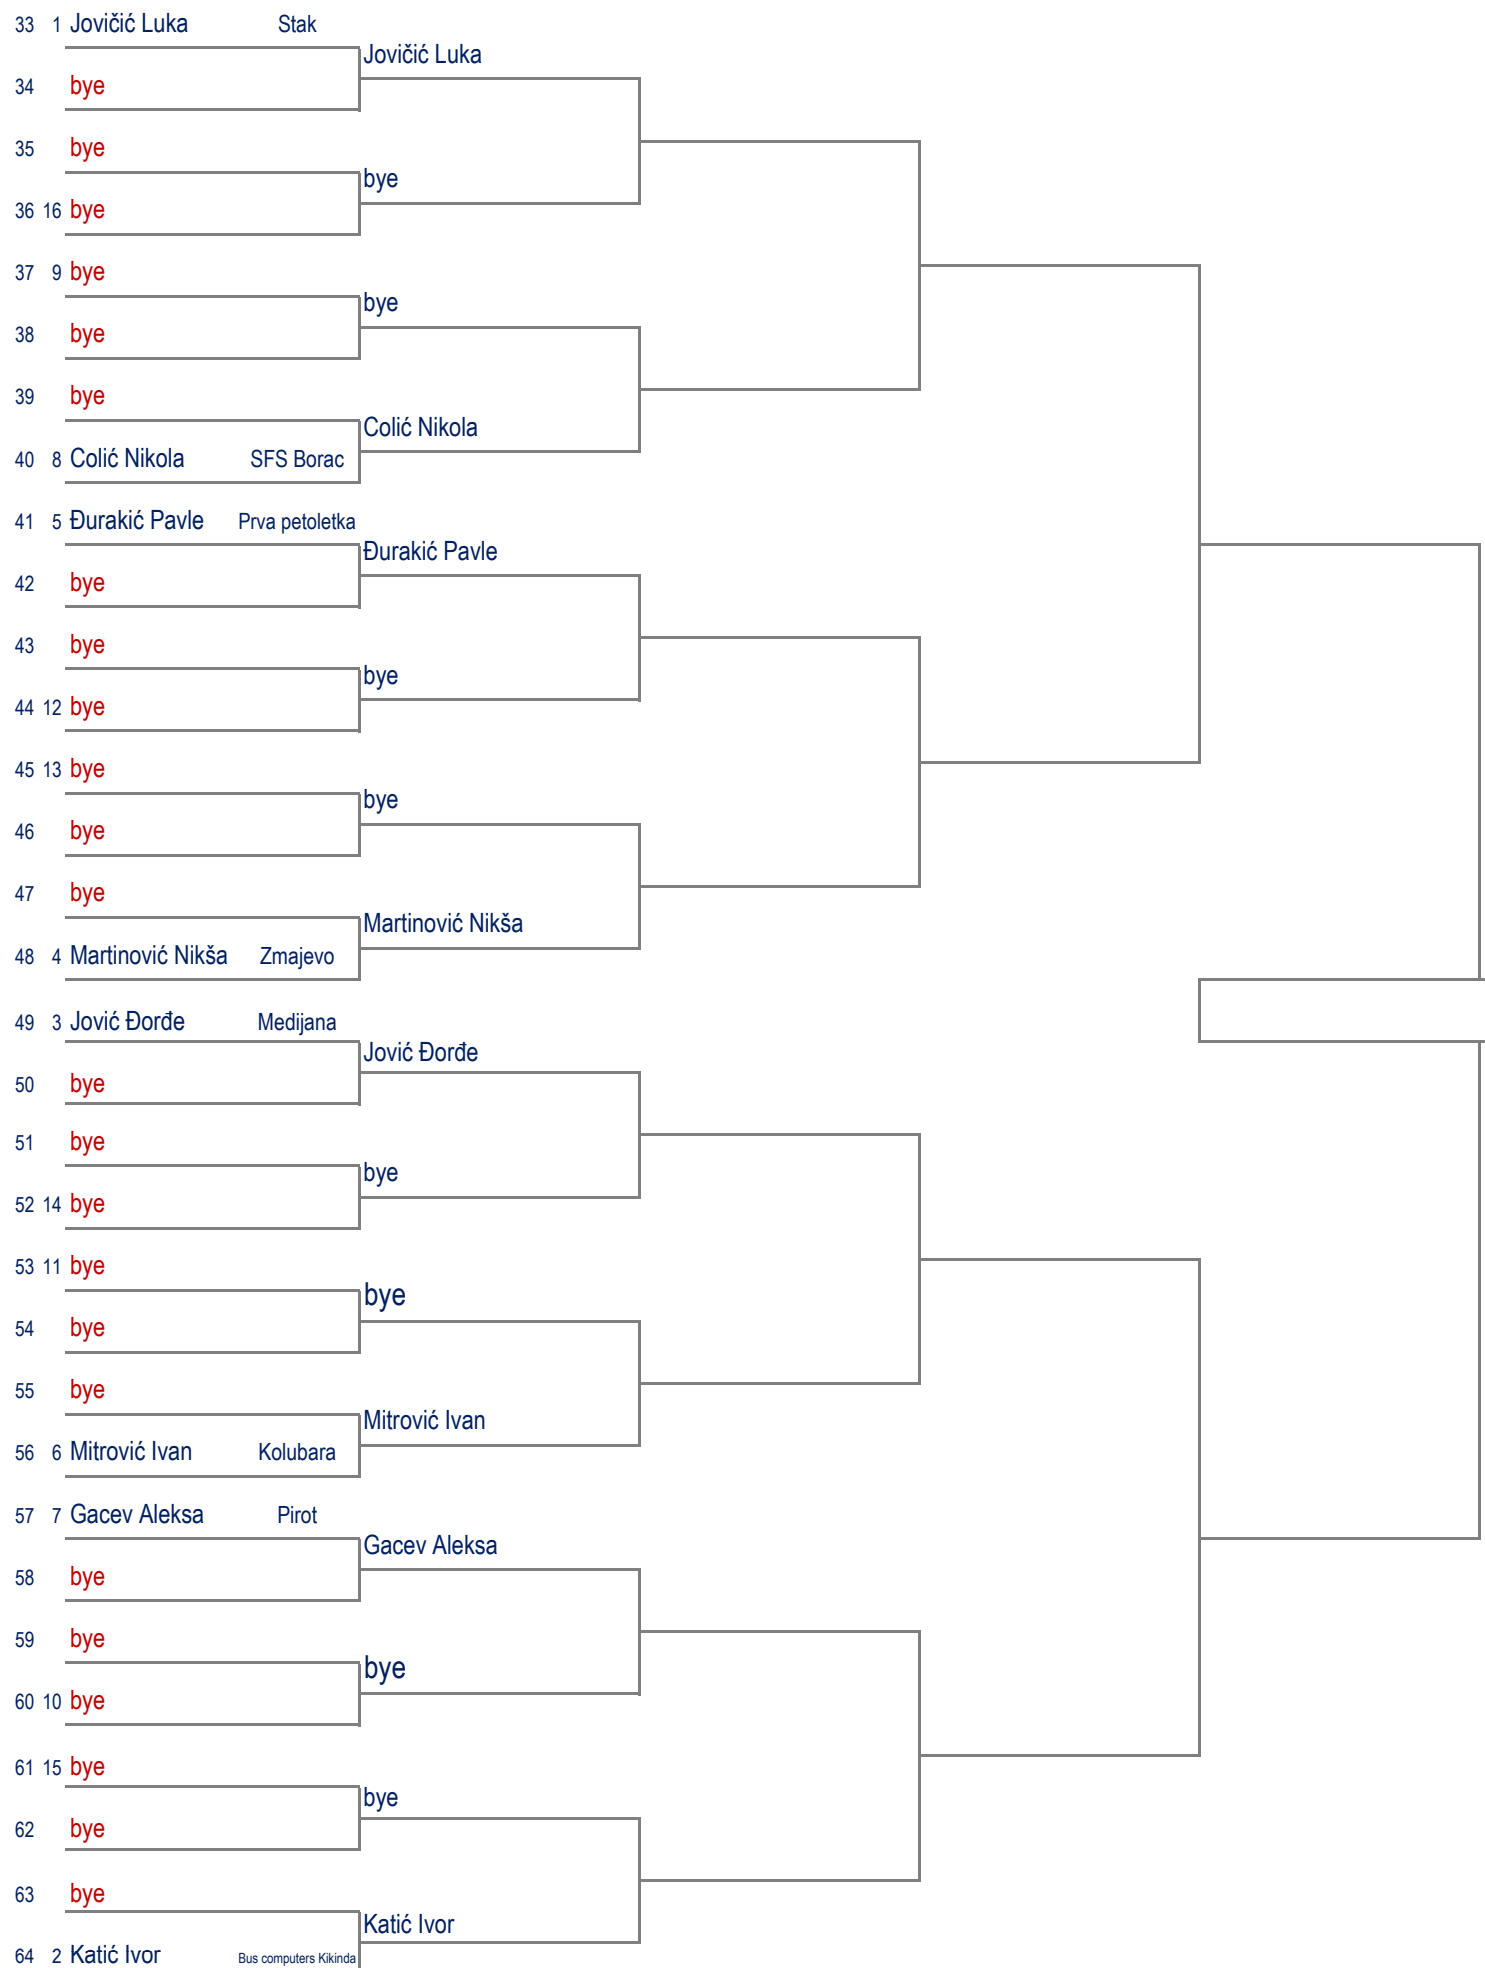 33 1 Jovičić Luka Stak
Jovičić Luka
34 bye
35 bye
bye
36 16 bye
37 9 bye
bye
38 bye
39 bye
Colić Nikola
40 8 Colić Nikola SFS Borac
41 5 Đurakić Pavle Prva petoletka
Đurakić Pavle
42 bye
43 bye
bye
44 12 bye
45 13 bye
bye
46 bye
47 bye
Martinović Nikša
48 4 Martinović Nikša Zmajevo
49 3 Jović Đorđe Medijana
Jović Đorđe
50 bye
51 bye
bye
52 14 bye
53 11 bye
bye
54 bye
55 bye
Mitrović Ivan
56 6 Mitrović Ivan Kolubara
57 7 Gacev Aleksa Pirot
Gacev Aleksa
58 bye
59 bye
bye
60 10 bye
61 15 bye
bye
62 bye
63 bye
Katić Ivor
64 2 Katić Ivor Bus computers Kikinda